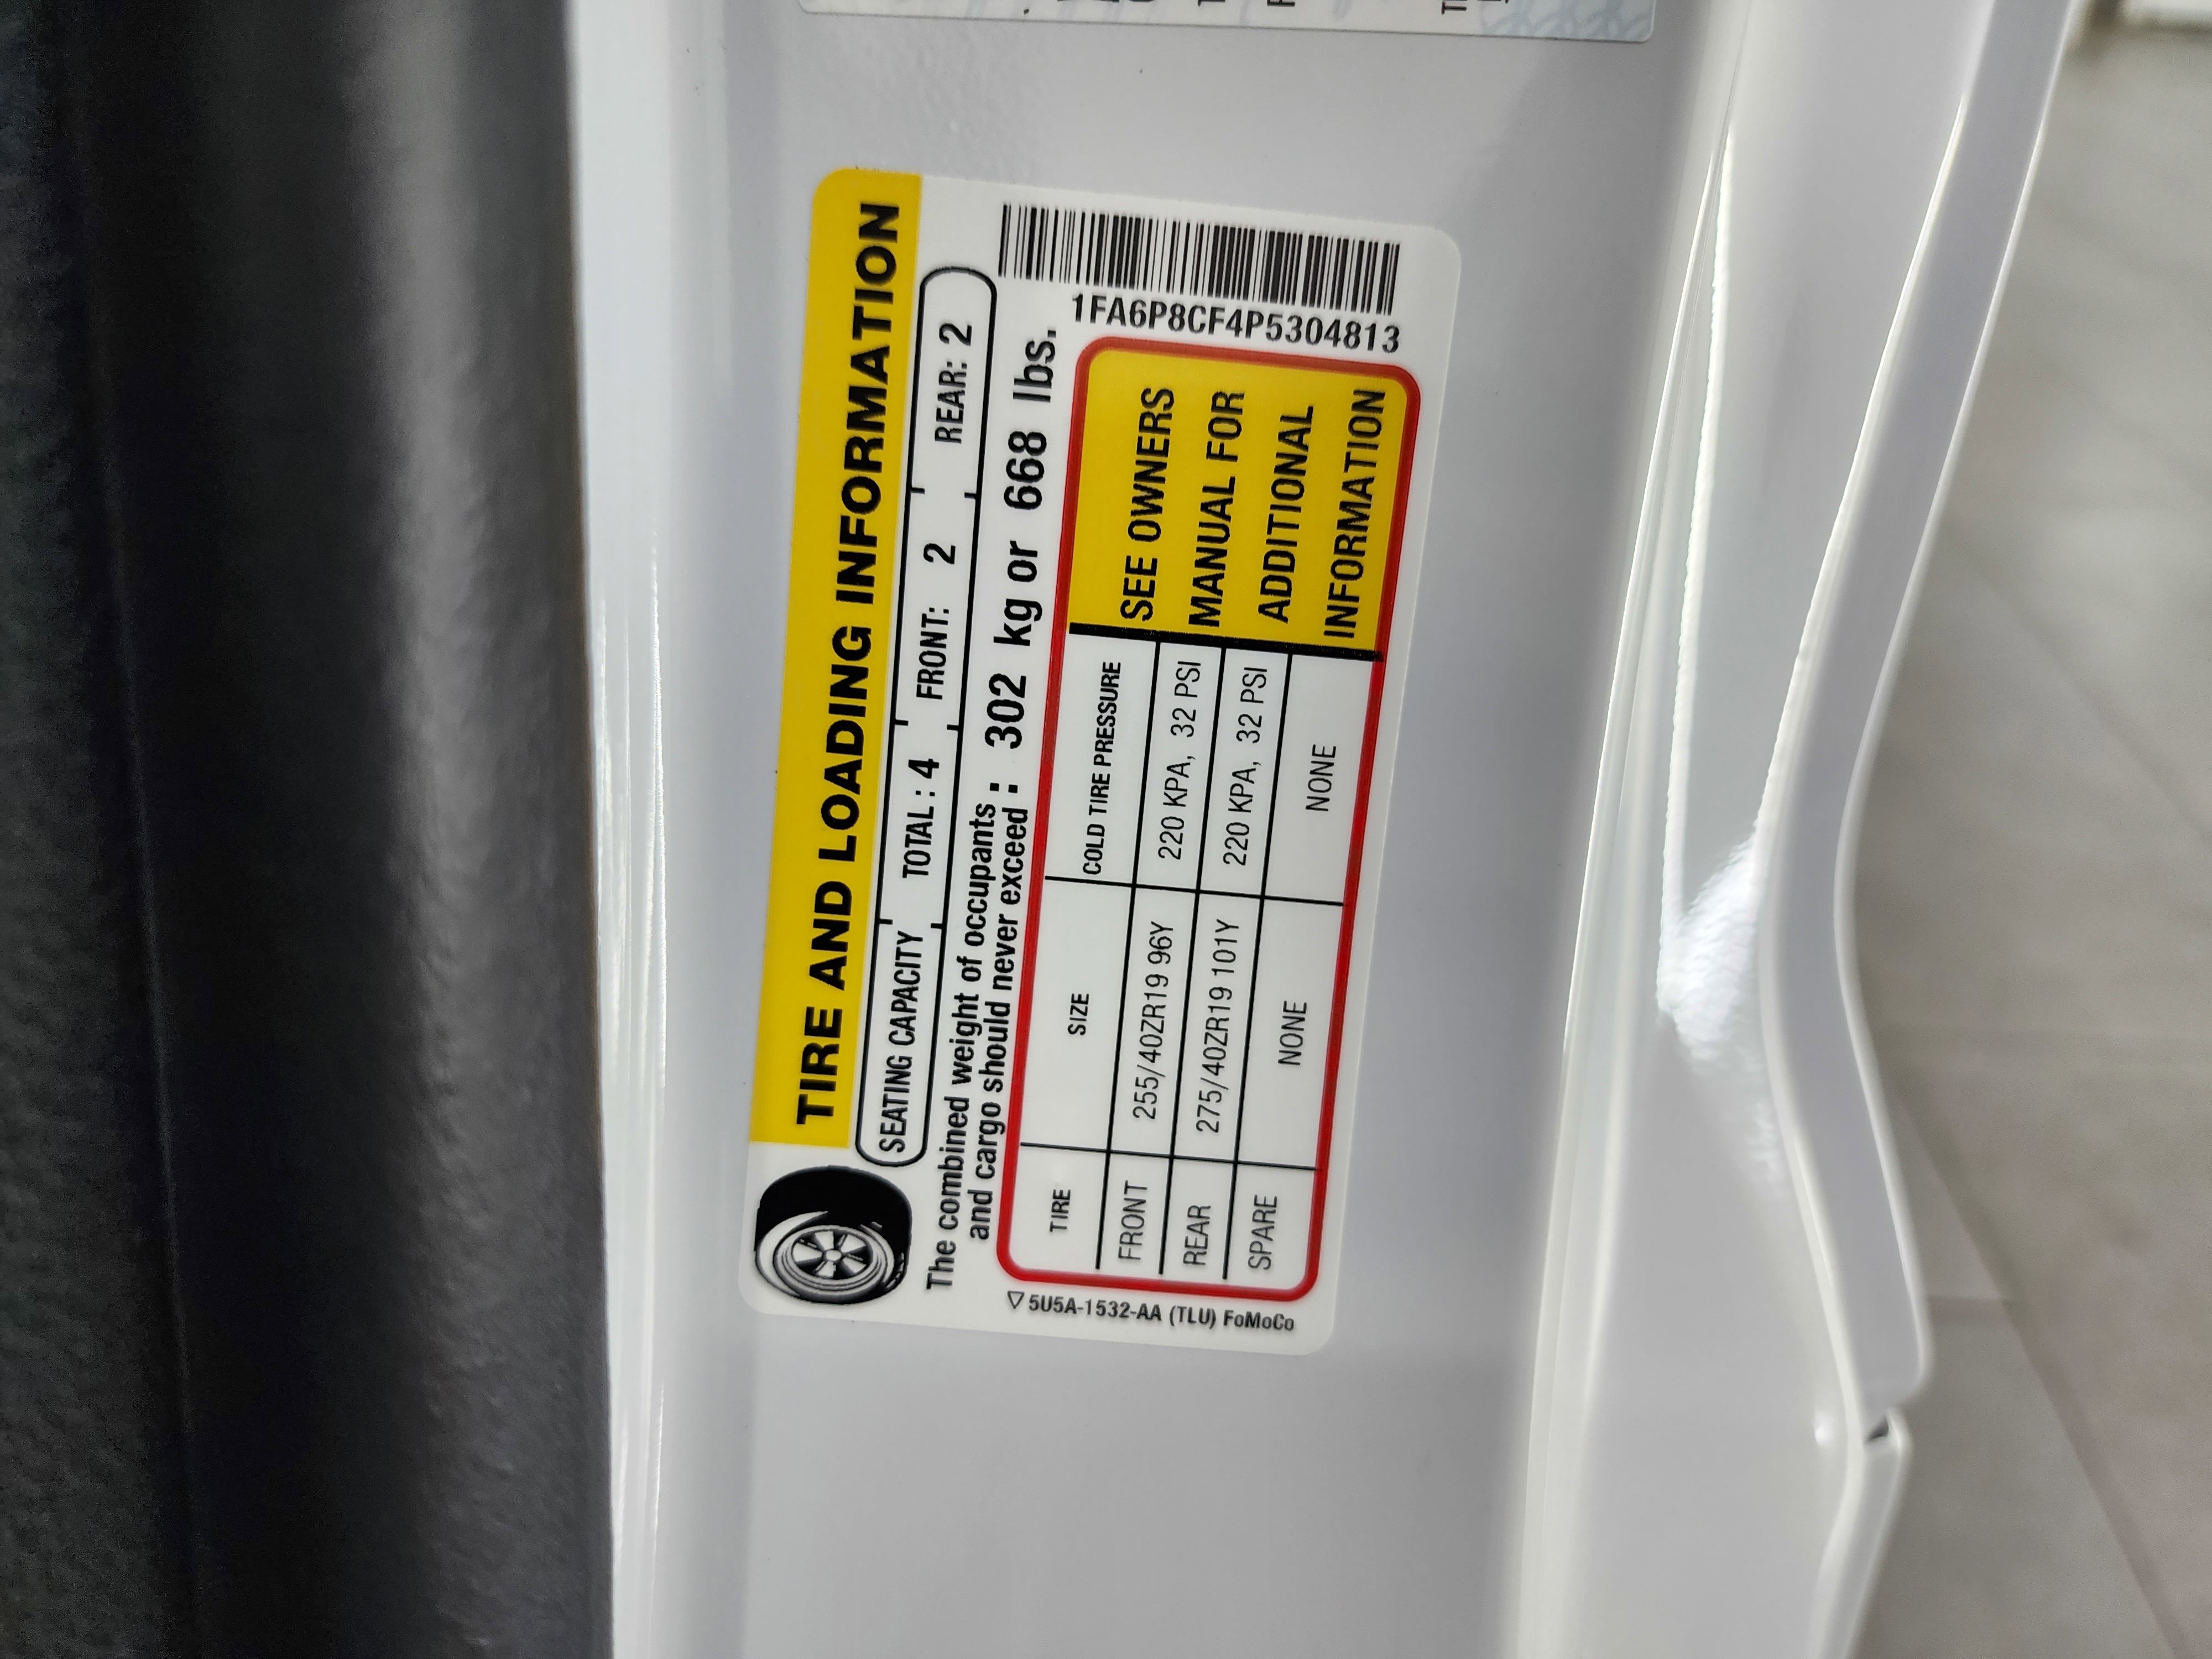 TIRE AND LOADING INFORMATION
SEATING CAPACITY TOTAL : 4 FRONT: 2 REAR: 2
The combined weight of occupants :
and cargo should never exceed : 302 kg or 668 lbs.
TIRE SIZE COLD TIRE PRESSURE
FRONT 255/40ZR19 96Y 220 KPA, 32 PSI
REAR 275/40ZR19 101Y 220 KPA, 32 PSI
SPARE NONE NONE
SEE OWNERS
MANUAL FOR
ADDITIONAL
INFORMATION
1FA6P8CF4P5304813
5U5A-1532-AA (TLU) FoMoCo